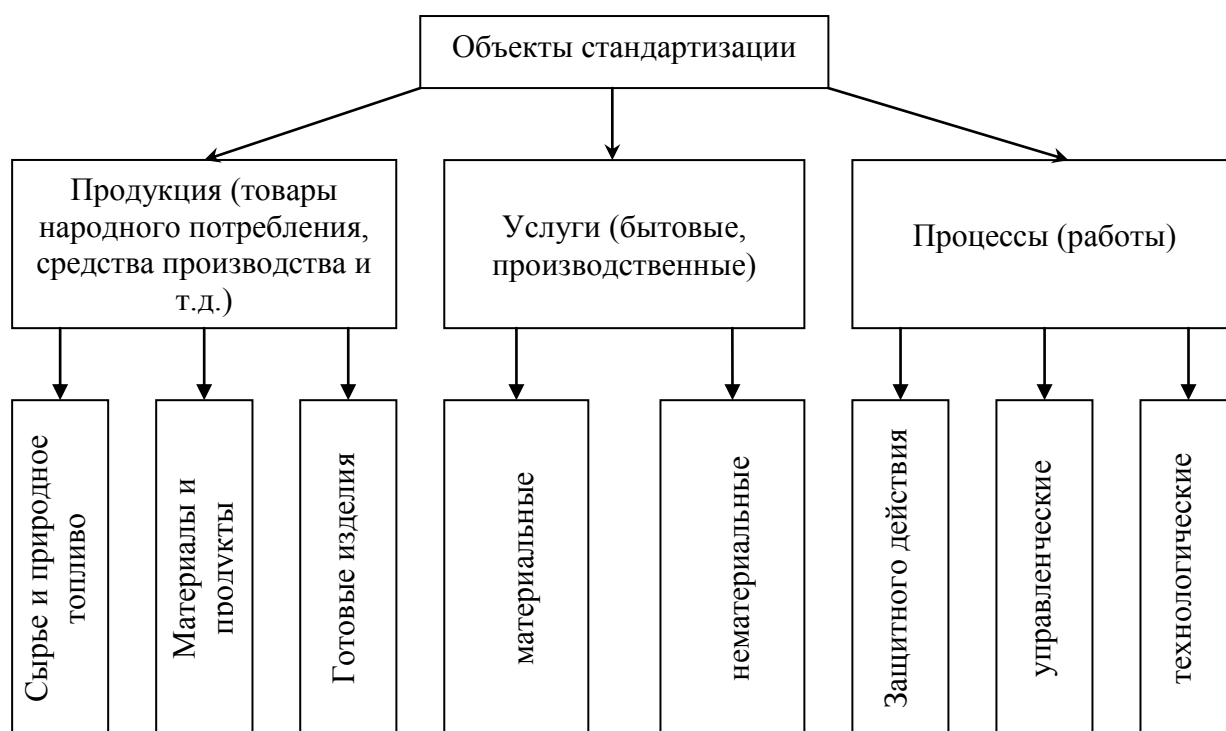 Объекты стандартизации
Продукция (товары
народного потребления,
средства производства и
т.д.)
Услуги (бытовые,
производственные)
Процессы (работы)
Сырье и природное
топливо
Материалы и
продукты
Готовые изделия
материальные
нематериальные
Защитного действия
управленческие
технологические